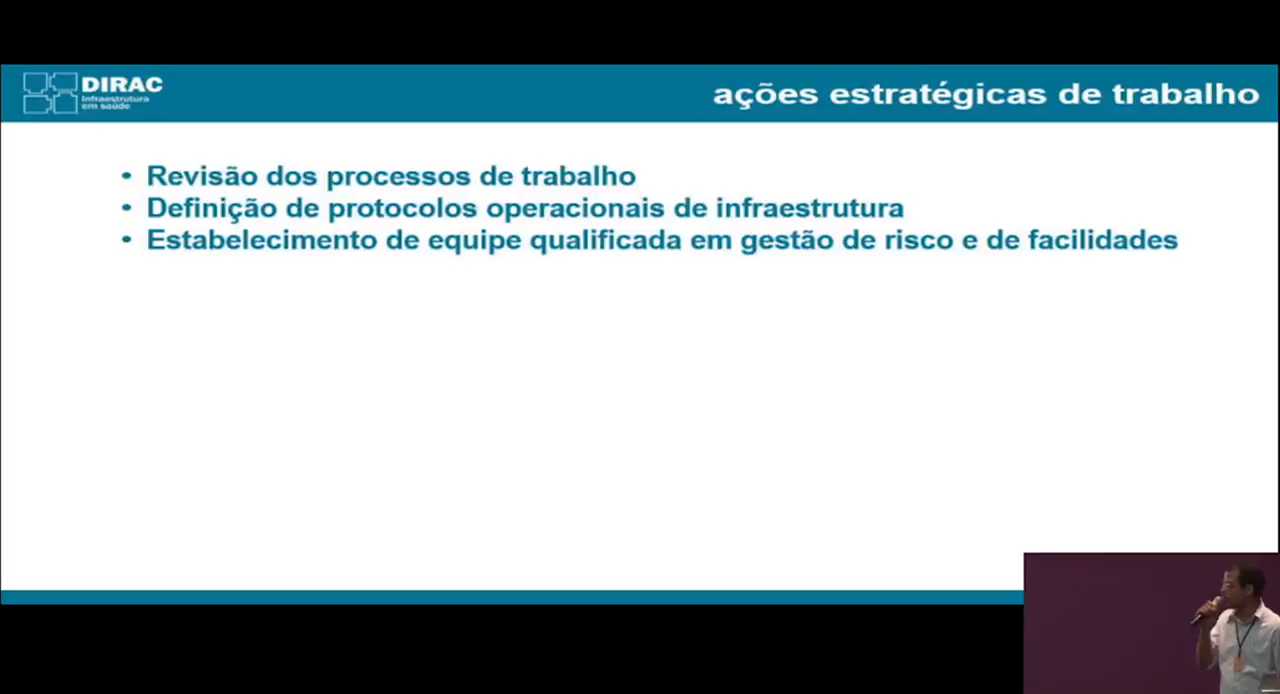 DIRAC
Infraestrutura
em saúde
ações estratégicas de trabalho
• Revisão dos processos de trabalho
• Definição de protocolos operacionais de infraestrutura
• Estabelecimento de equipe qualificada em gestão de risco e de facilidades